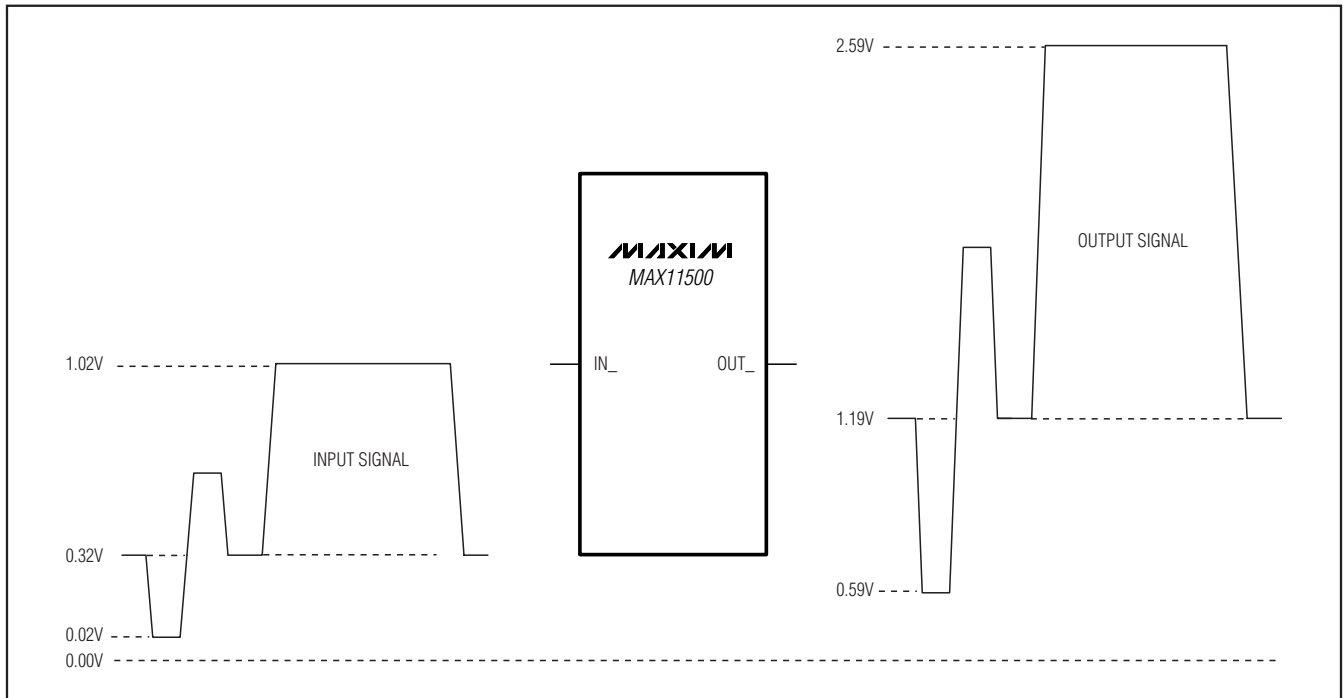 2.59V
OUTPUT SIGNAL
MAXIM
MAX11500
1.02V
IN_
OUT_
1.19V
INPUT SIGNAL
0.32V
0.59V
0.02V
0.00V